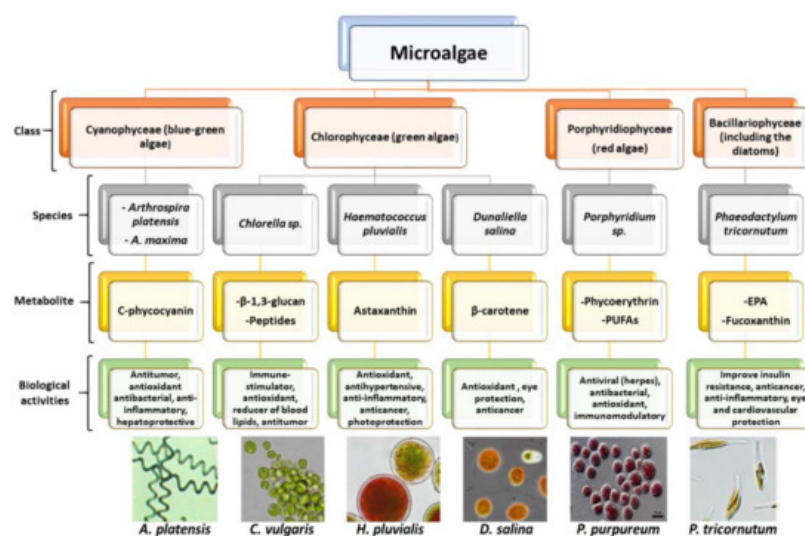 Microalgae
Class
Cyanophyceae (blue-green
algae)
Chlorophyceae (green algae)
Porphyridiophyceae
(red algae)
Bacillariophyceae
(including the
diatoms)
Species
- Arthrospira
platensis
- A. maxima
Chlorella sp.
Haematococcus
pluvialis
Dunaliella
salina
Porphyridium
sp.
Phaeodactylum
tricornutum
Metabolite
C-phycocyanin
-β-1,3-glucan
-Peptides
Astaxanthin
β-carotene
-Phycoerythrin
-PUFAs
-EPA
-Fucoxanthin
Biological
activities
Antitumor,
antioxidant
antibacterial, anti-
inflammatory,
hepatoprotective
Immune-
stimulator,
antioxidant,
reducer of blood
lipids, antitumor
Antioxidant,
antihypertensive,
anti-inflammatory,
anticancer,
photoprotection
Antioxidant , eye
protection,
anticancer
Antiviral (herpes),
antibacterial,
antioxidant,
immunomodulatory
Improve insulin
resistance, anticancer,
anti-inflammatory, eye
and cardiovascular
protection
A. platensis
C. vulgaris
H. pluvialis
D. salina
P. purpureum
P. tricornutum